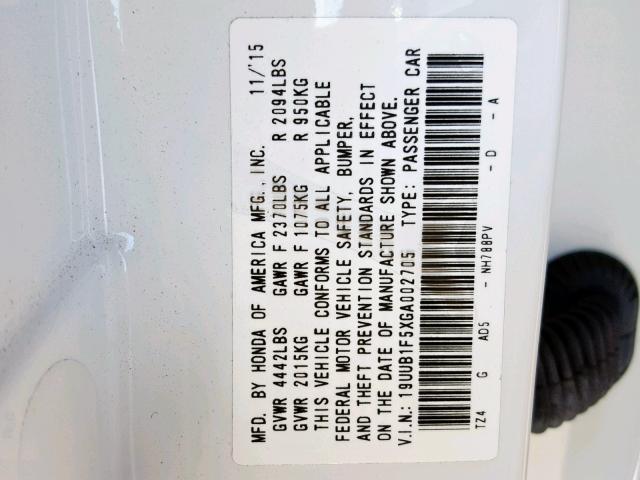 MFD. BY HONDA OF AMERICA MFG., INC. 11/'15
GVWR 4442LBS GAWR F 2370LBS R 2094LBS
GVWR 2015KG GAWR F 1075KG R 950KG
THIS VEHICLE CONFORMS TO ALL APPLICABLE
FEDERAL MOTOR VEHICLE SAFETY, BUMPER,
AND THEFT PREVENTION STANDARDS IN EFFECT
ON THE DATE OF MANUFACTURE SHOWN ABOVE.
V.I.N.: 19UUB1F5XGA002705 TYPE: PASSENGER CAR
TZ4 G AD5 - NH788PV - D - A